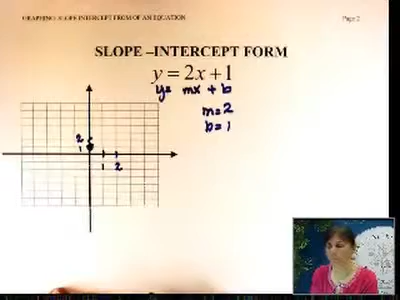 GRAPHING: SLOPE INTERCEPT FROM OF AN EQUATION
Page 2
SLOPE –INTERCEPT FORM
y = 2x + 1
y = mx + b
m = 2
b = 1
2
1
1 2